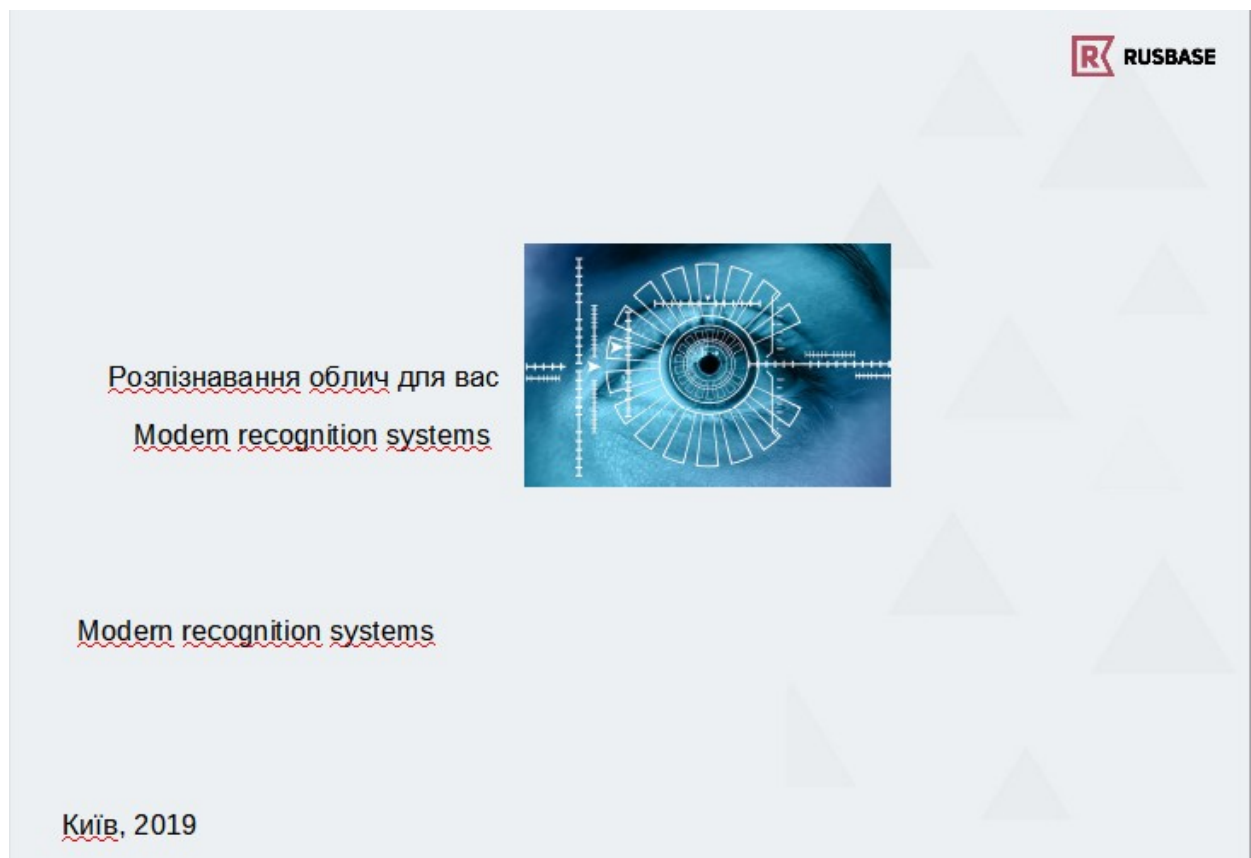 RUSBASE
Розпізнавання облич для вас
Modern recognition systems
Modern recognition systems
Київ, 2019